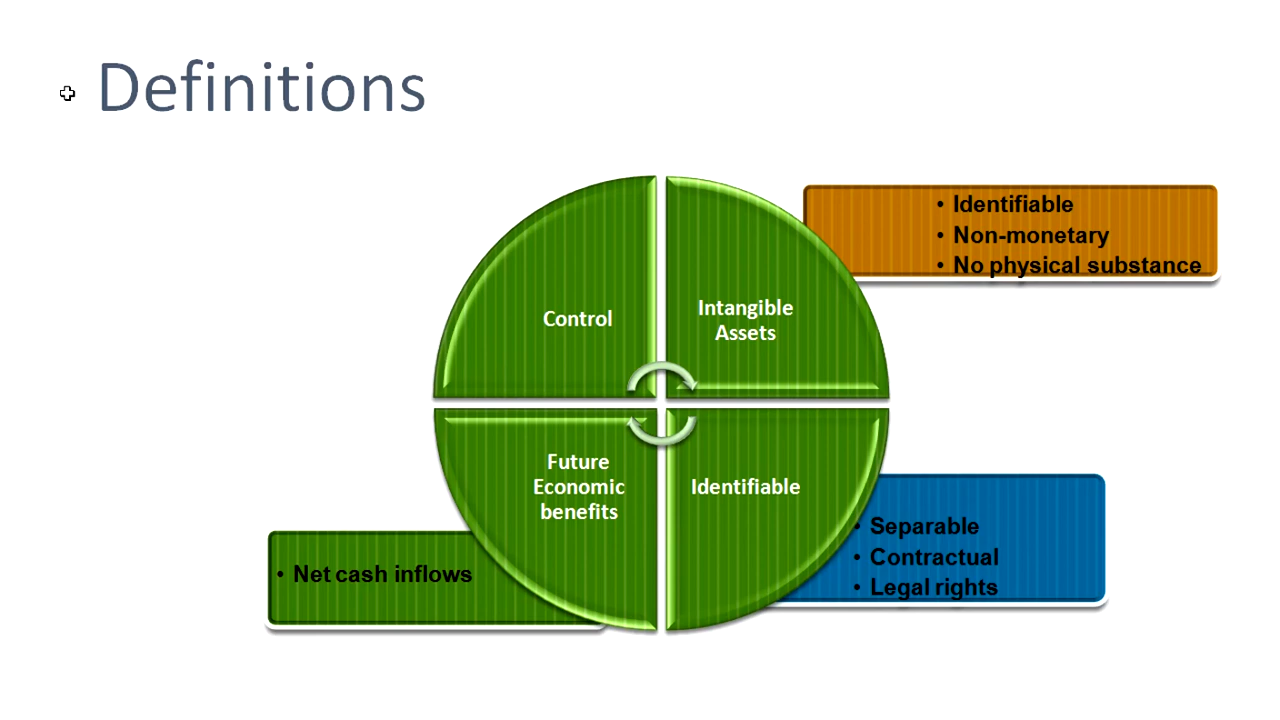 Definitions
Control
Intangible
Assets
• Identifiable
• Non-monetary
• No physical substance
Future
Economic
benefits
• Net cash inflows
Identifiable
• Separable
• Contractual
• Legal rights